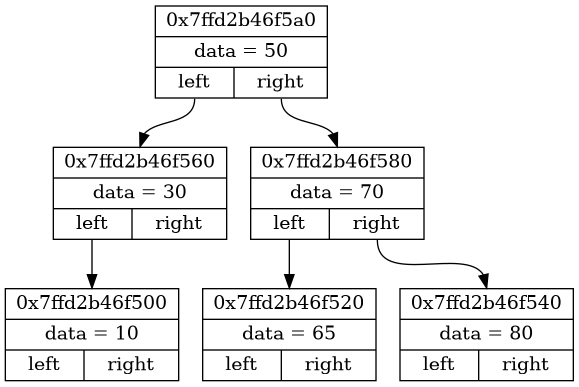 0x7ffd2b46f5a0
data = 50
left right
0x7ffd2b46f560 0x7ffd2b46f580
data = 30 data = 70
left right left right
0x7ffd2b46f500 0x7ffd2b46f520 0x7ffd2b46f540
data = 10 data = 65 data = 80
left right left right left right